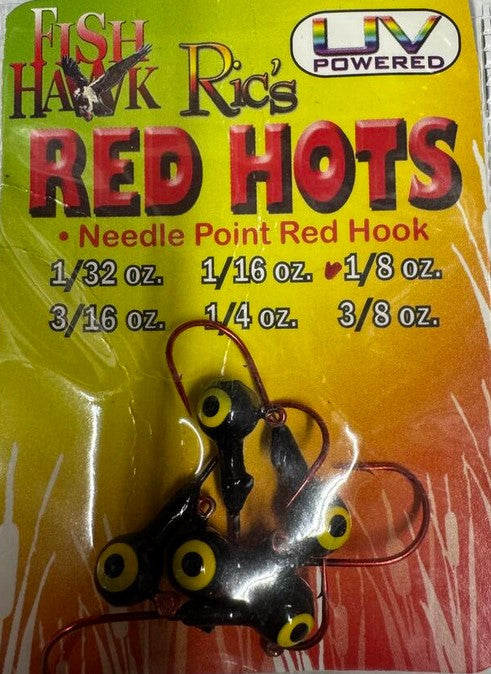 FISH HAWK
Ric's
UV POWERED
RED HOTS
• Needle Point Red Hook
1/32 oz. 1/16 oz. 1/8 oz.
3/16 oz. 1/4 oz. 3/8 oz.